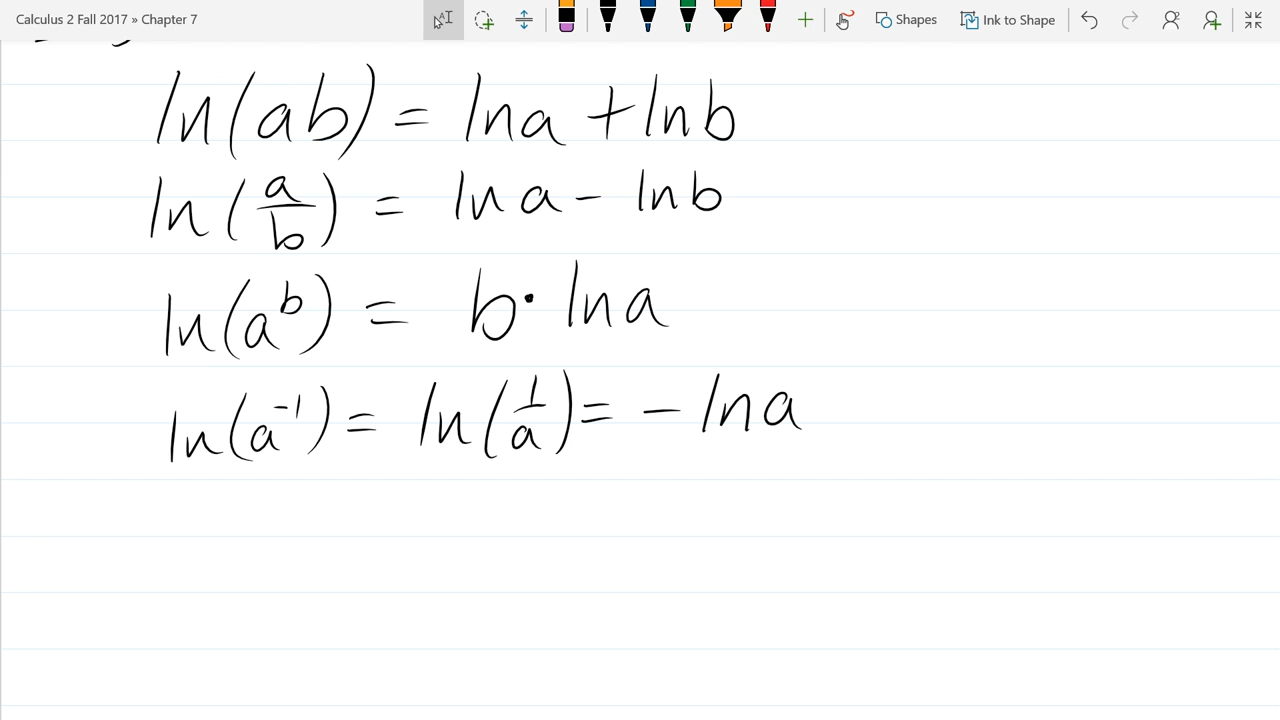 Calculus 2 Fall 2017 » Chapter 7
Shapes
Ink to Shape
ln(ab) = ln a + ln b
ln(a/b) = ln a - ln b
ln(a^b) = b · ln a
ln(a^-1) = ln(1/a) = - ln a